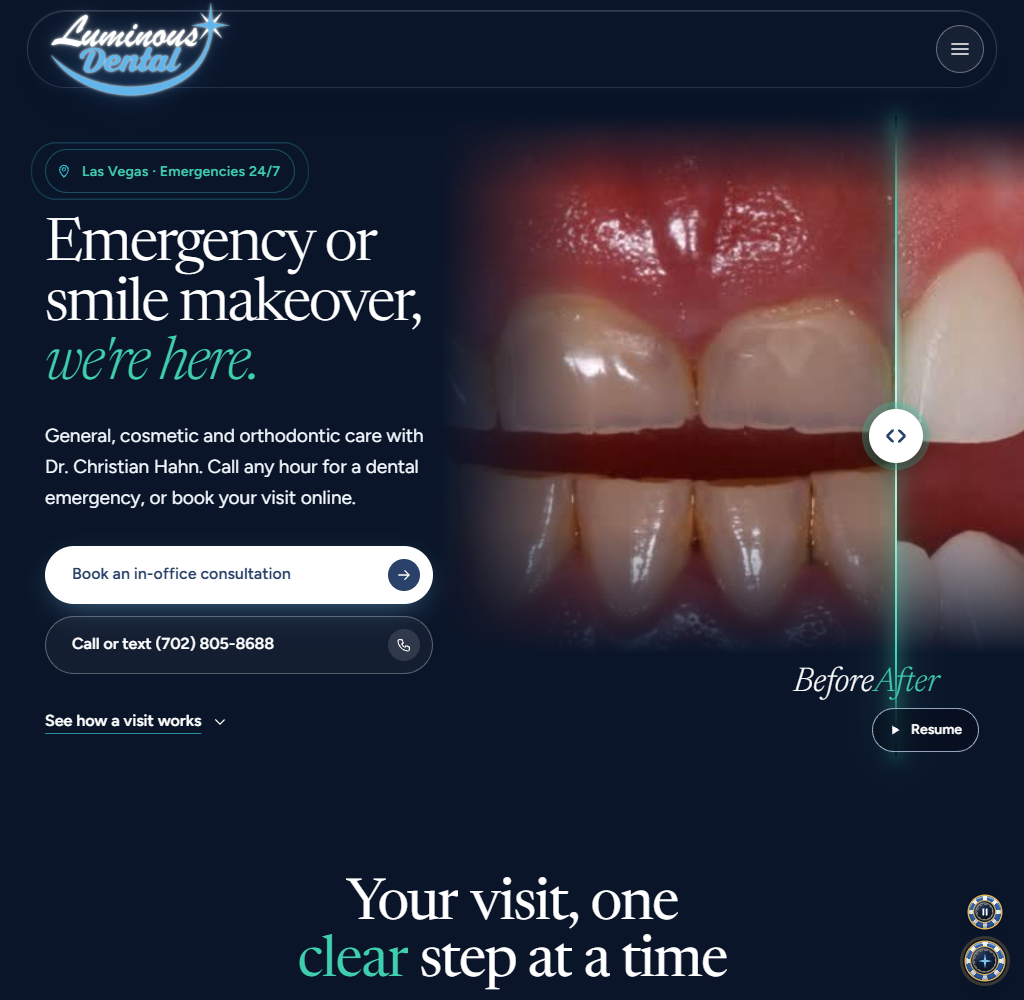 Luminous
Dental
Las Vegas · Emergencies 24/7
Emergency or
smile makeover,
we're here.
General, cosmetic and orthodontic care with
Dr. Christian Hahn. Call any hour for a dental
emergency, or book your visit online.
Book an in-office consultation
Call or text (702) 805-8688
See how a visit works
Before After
Resume
Your visit, one
clear step at a time